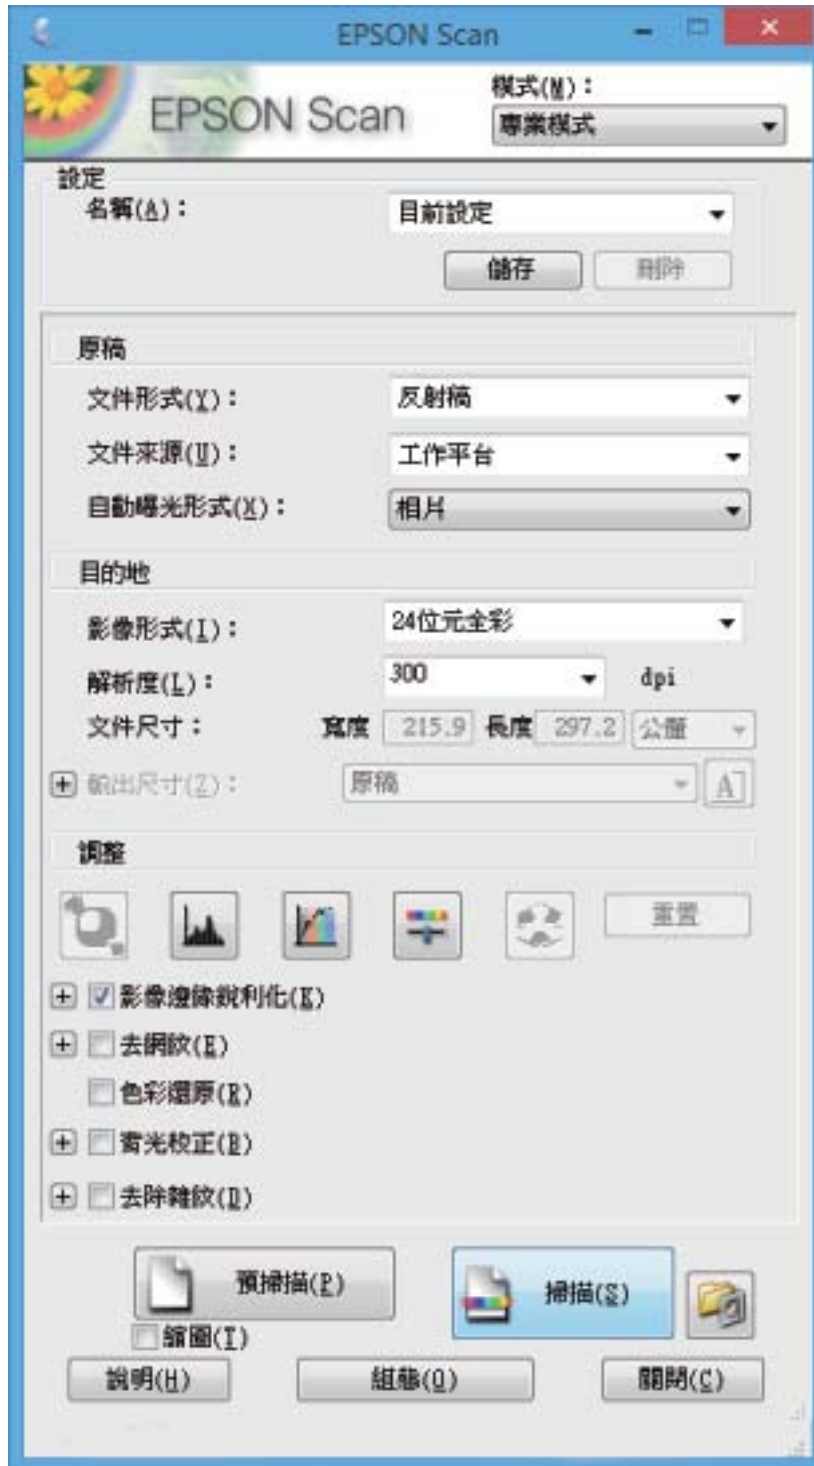 EPSON Scan
EPSON Scan
模式(M)：
專業模式
設定
名稱(A)：
目前設定
儲存
刪除
原稿
文件形式(Y)：
反射稿
文件來源(U)：
工作平台
自動曝光形式(X)：
相片
目的地
影像形式(I)：
24位元全彩
解析度(L)：
300
dpi
文件尺寸：
寬度
215.9
長度
297.2
公釐
輸出尺寸(Z)：
原稿
A
調整
重置
影像邊緣銳利化(K)
去網紋(E)
色彩還原(R)
背光校正(B)
去除雜紋(D)
預掃描(P)
掃描(S)
縮圖(T)
說明(H)
組態(O)
關閉(C)